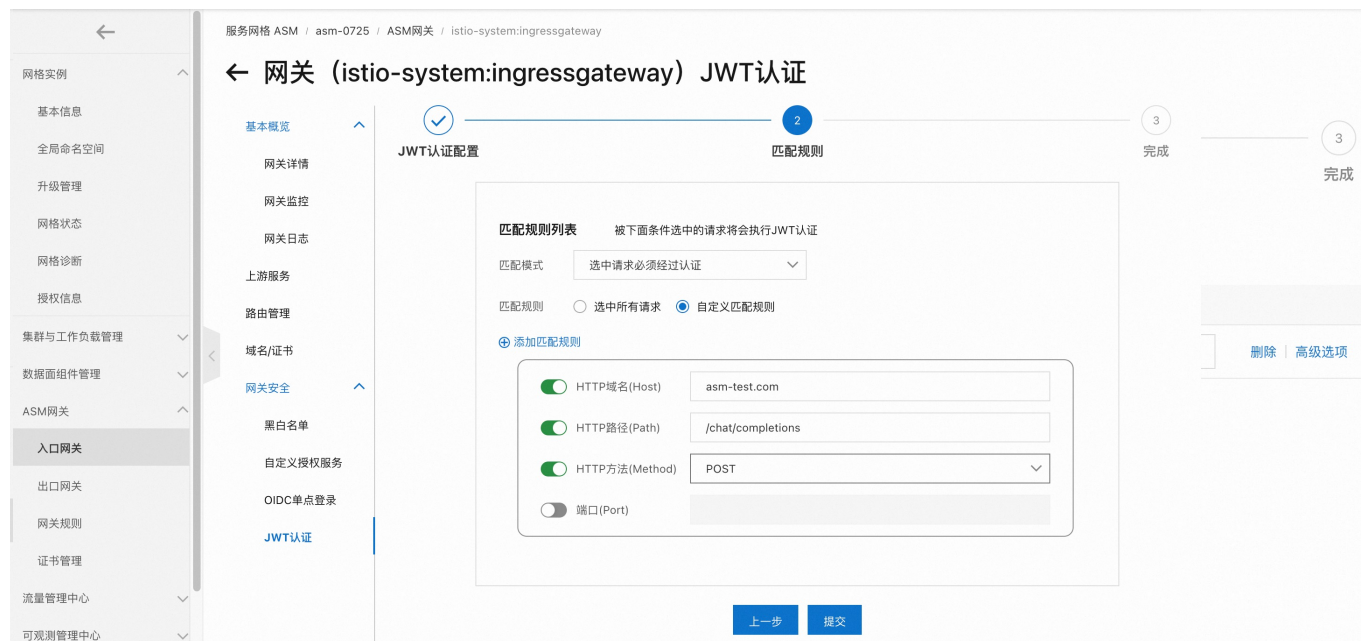 服务网格 ASM / asm-0725 / ASM网关 / istio-system:ingressgateway
网关（istio-system:ingressgateway）JWT认证
网格实例
基本信息
全局命名空间
升级管理
网格状态
网格诊断
授权信息
集群与工作负载管理
数据面组件管理
ASM网关
入口网关
出口网关
网关规则
证书管理
流量管理中心
可观测管理中心
基本概览
网关详情
网关监控
网关日志
上游服务
路由管理
域名/证书
网关安全
黑白名单
自定义授权服务
OIDC单点登录
JWT认证
2
3
JWT认证配置
匹配规则
完成
3
完成
匹配规则列表 被下面条件选中的请求将会执行JWT认证
匹配模式 选中请求必须经过认证
匹配规则 选中所有请求 自定义匹配规则
添加匹配规则
HTTP域名(Host) asm-test.com
HTTP路径(Path) /chat/completions
HTTP方法(Method) POST
端口(Port)
删除 | 高级选项
上一步 提交